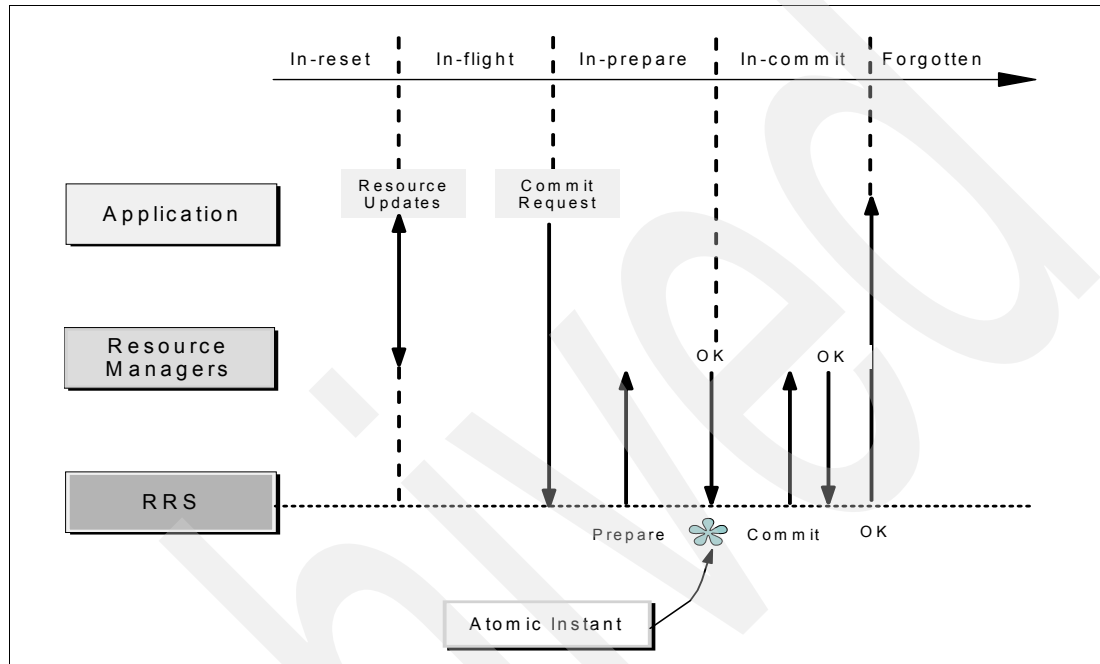 In-reset In-flight In-prepare In-commit Forgotten
Resource
Updates
Commit
Request
Application
Resource
Managers
OK OK
RRS
Prepare Commit OK
Atomic Instant
hived